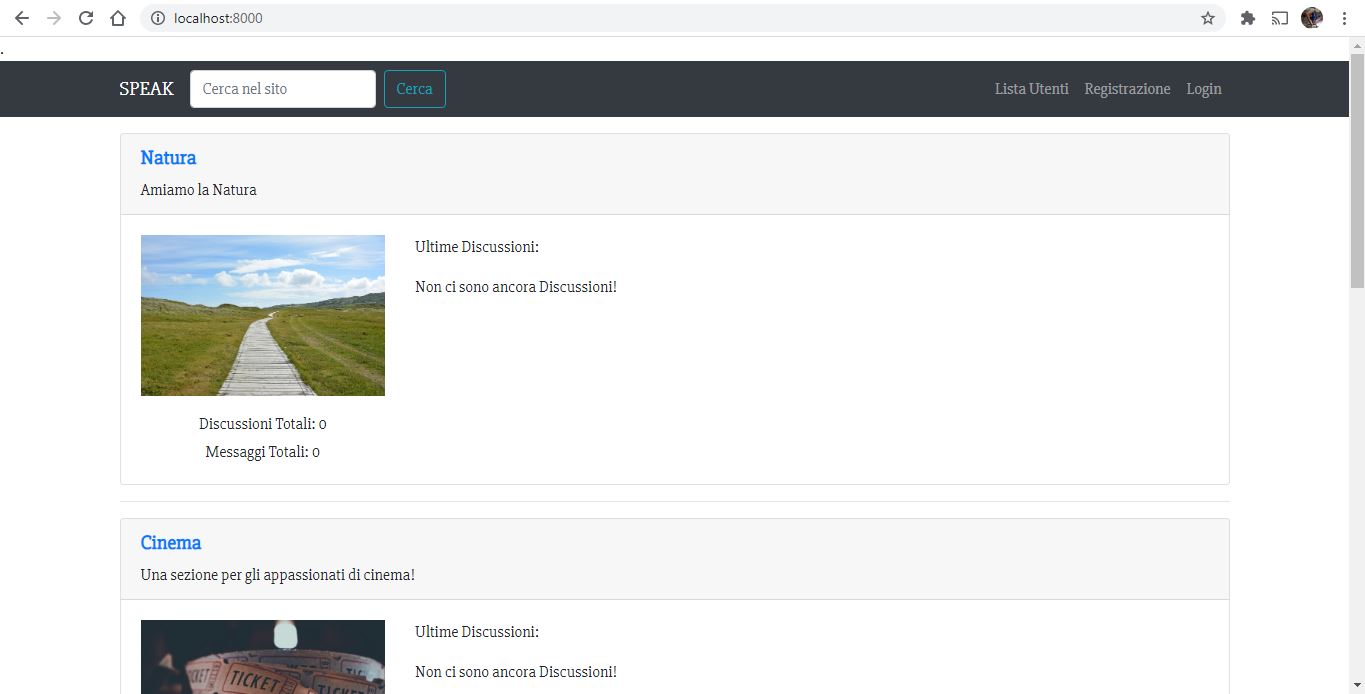 localhost:8000
.
SPEAK Cerca nel sito Cerca Lista Utenti Registrazione Login
Natura
Amiamo la Natura
Ultime Discussioni:
Non ci sono ancora Discussioni!
Discussioni Totali: 0
Messaggi Totali: 0
Cinema
Una sezione per gli appassionati di cinema!
Ultime Discussioni:
Non ci sono ancora Discussioni!
TICKET
TICKET